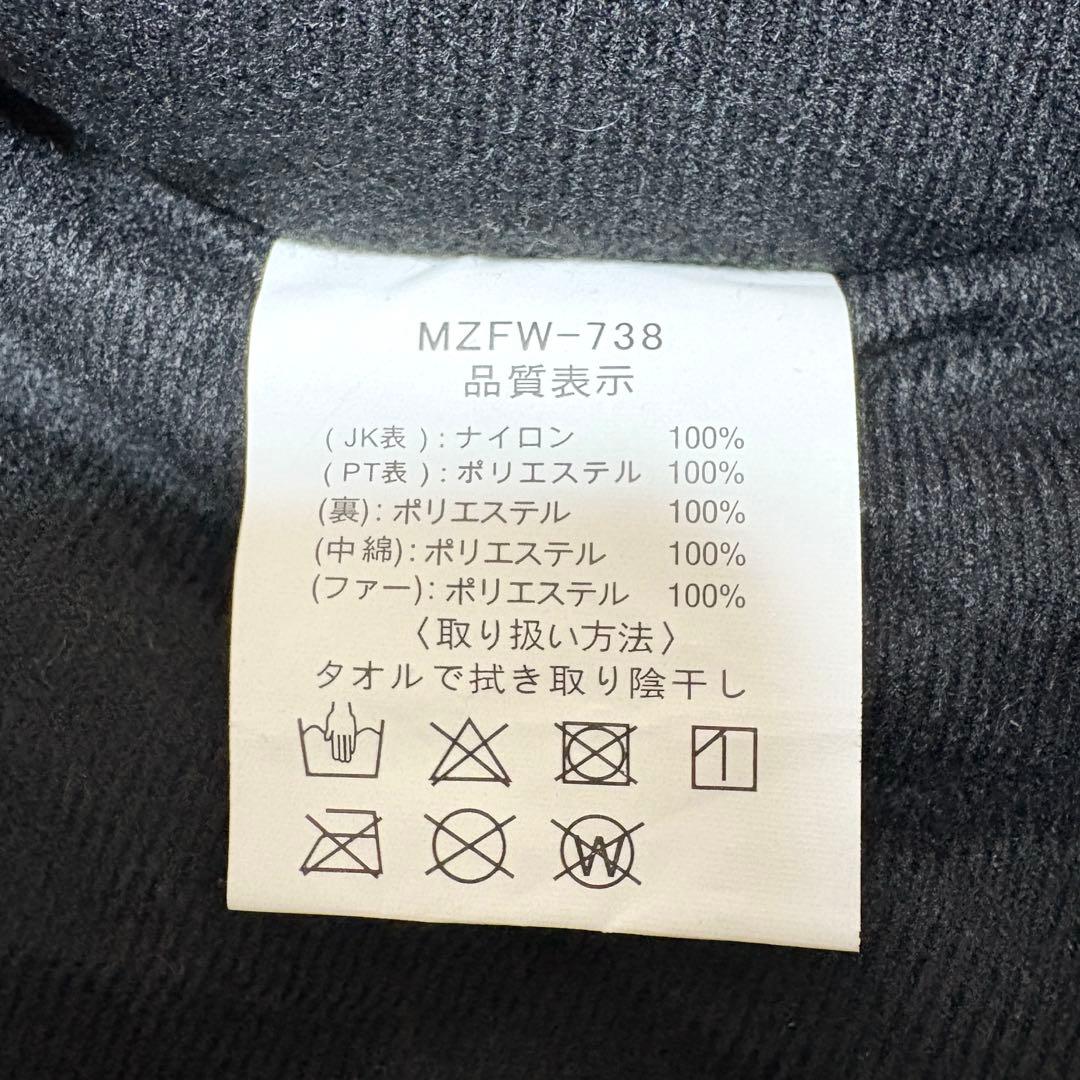 MZFW-738
品質表示
(JK表):ナイロン 100%
(PT表):ポリエステル 100%
(裏):ポリエステル 100%
(中綿):ポリエステル 100%
(ファー):ポリエステル 100%
〈取り扱い方法〉
タオルで拭き取り陰干し
1
W